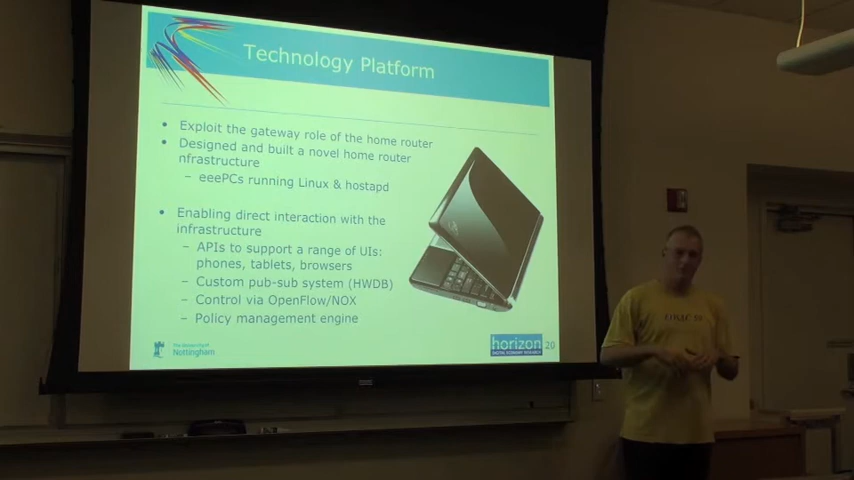 Technology Platform
• Exploit the gateway role of the home router
• Designed and built a novel home router
nfrastructure
– eeePCs running Linux & hostapd
• Enabling direct interaction with the
infrastructure
– APIs to support a range of UIs:
phones, tablets, browsers
– Custom pub-sub system (HWDB)
– Control via OpenFlow/NOX
– Policy management engine
The University of
Nottingham
horizon
DIGITAL ECONOMY RESEARCH
20